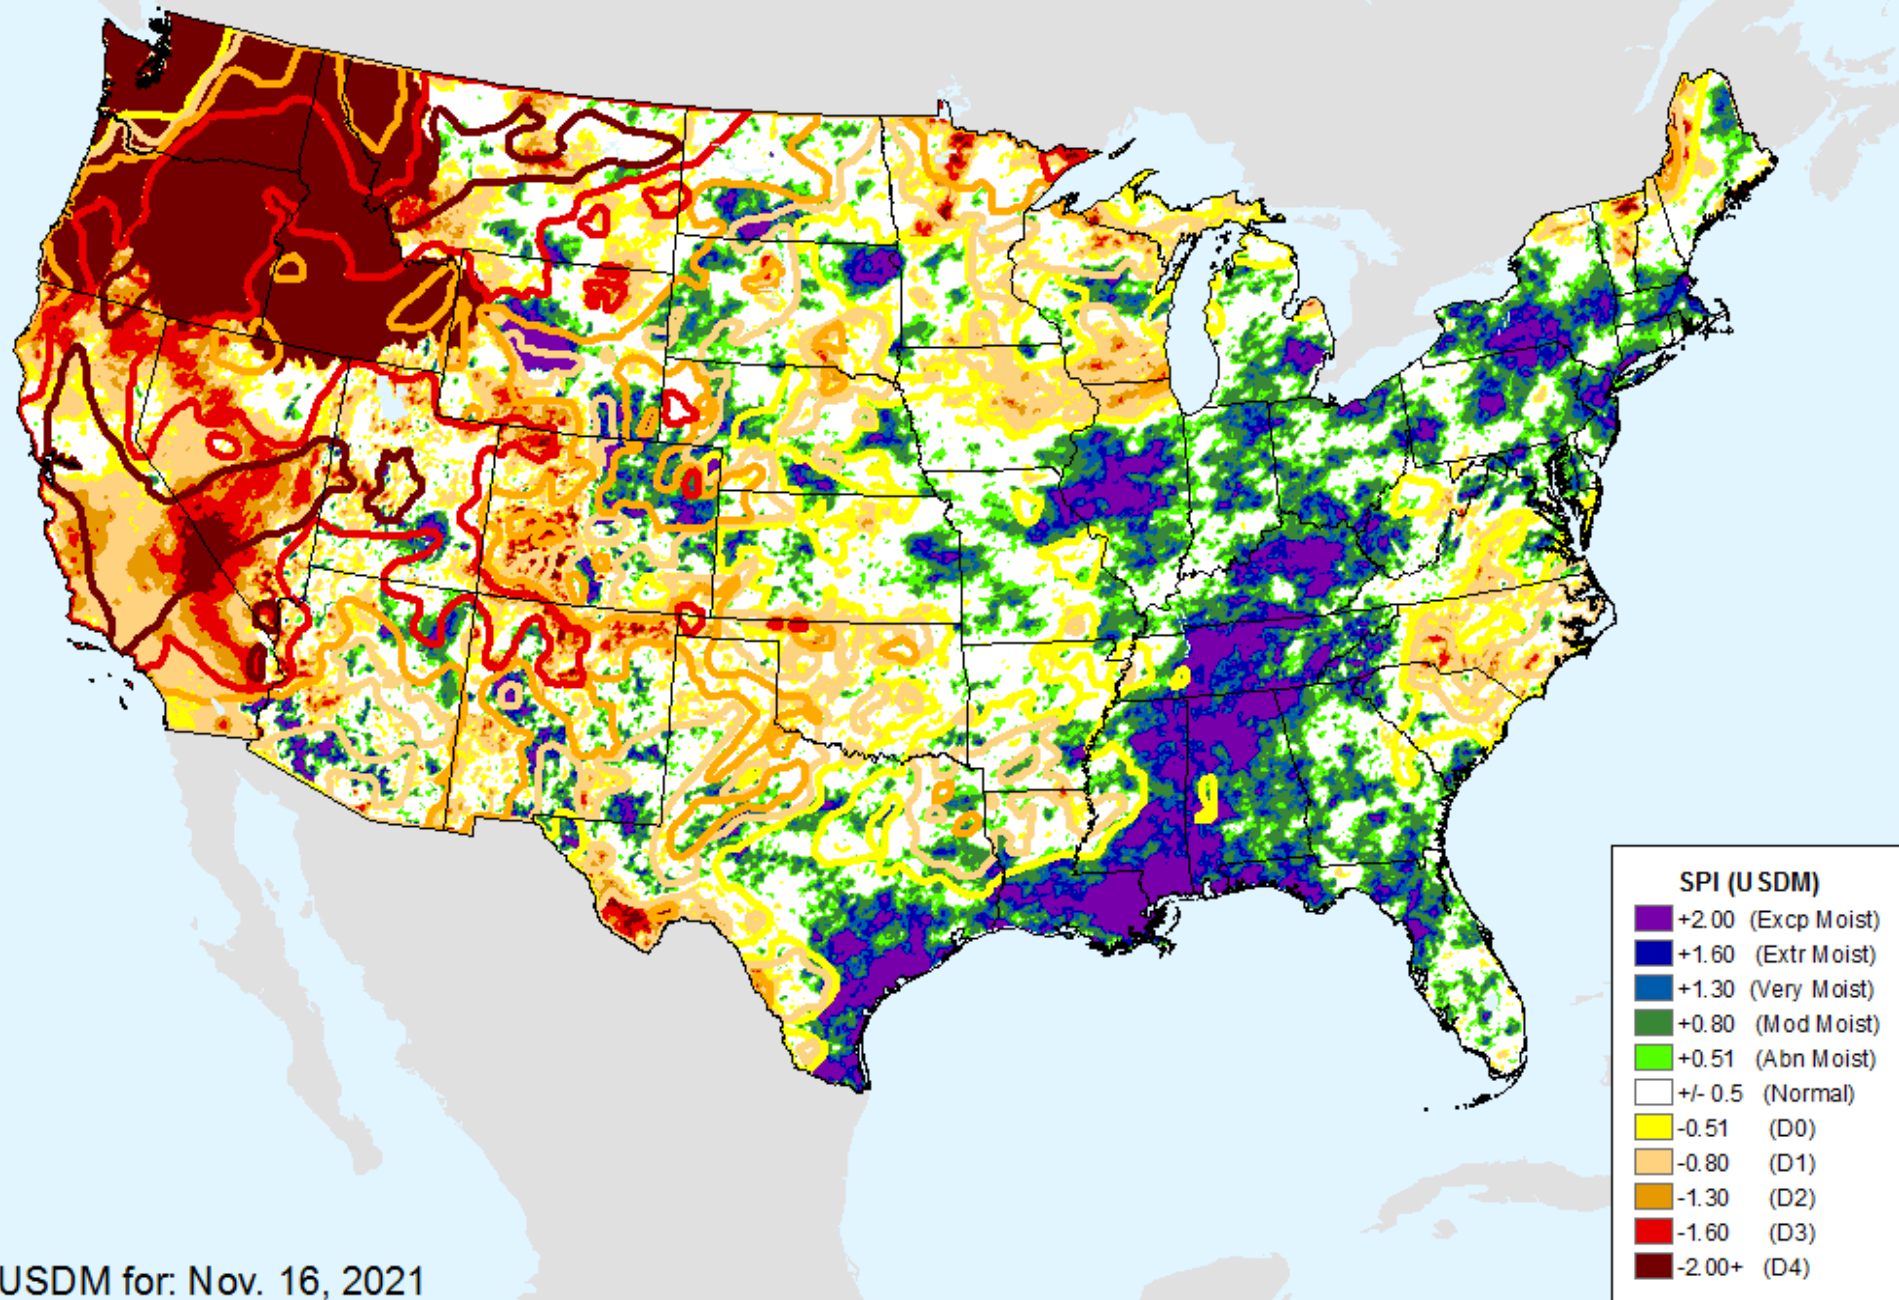 SPI (USDM)
+2.00 (Excp Moist)
+1.60 (Extr Moist)
+1.30 (Very Moist)
+0.80 (Mod Moist)
+0.51 (Abn Moist)
+/- 0.5 (Normal)
-0.51 (D0)
-0.80 (D1)
-1.30 (D2)
-1.60 (D3)
-2.00+ (D4)
USDM for: Nov. 16, 2021